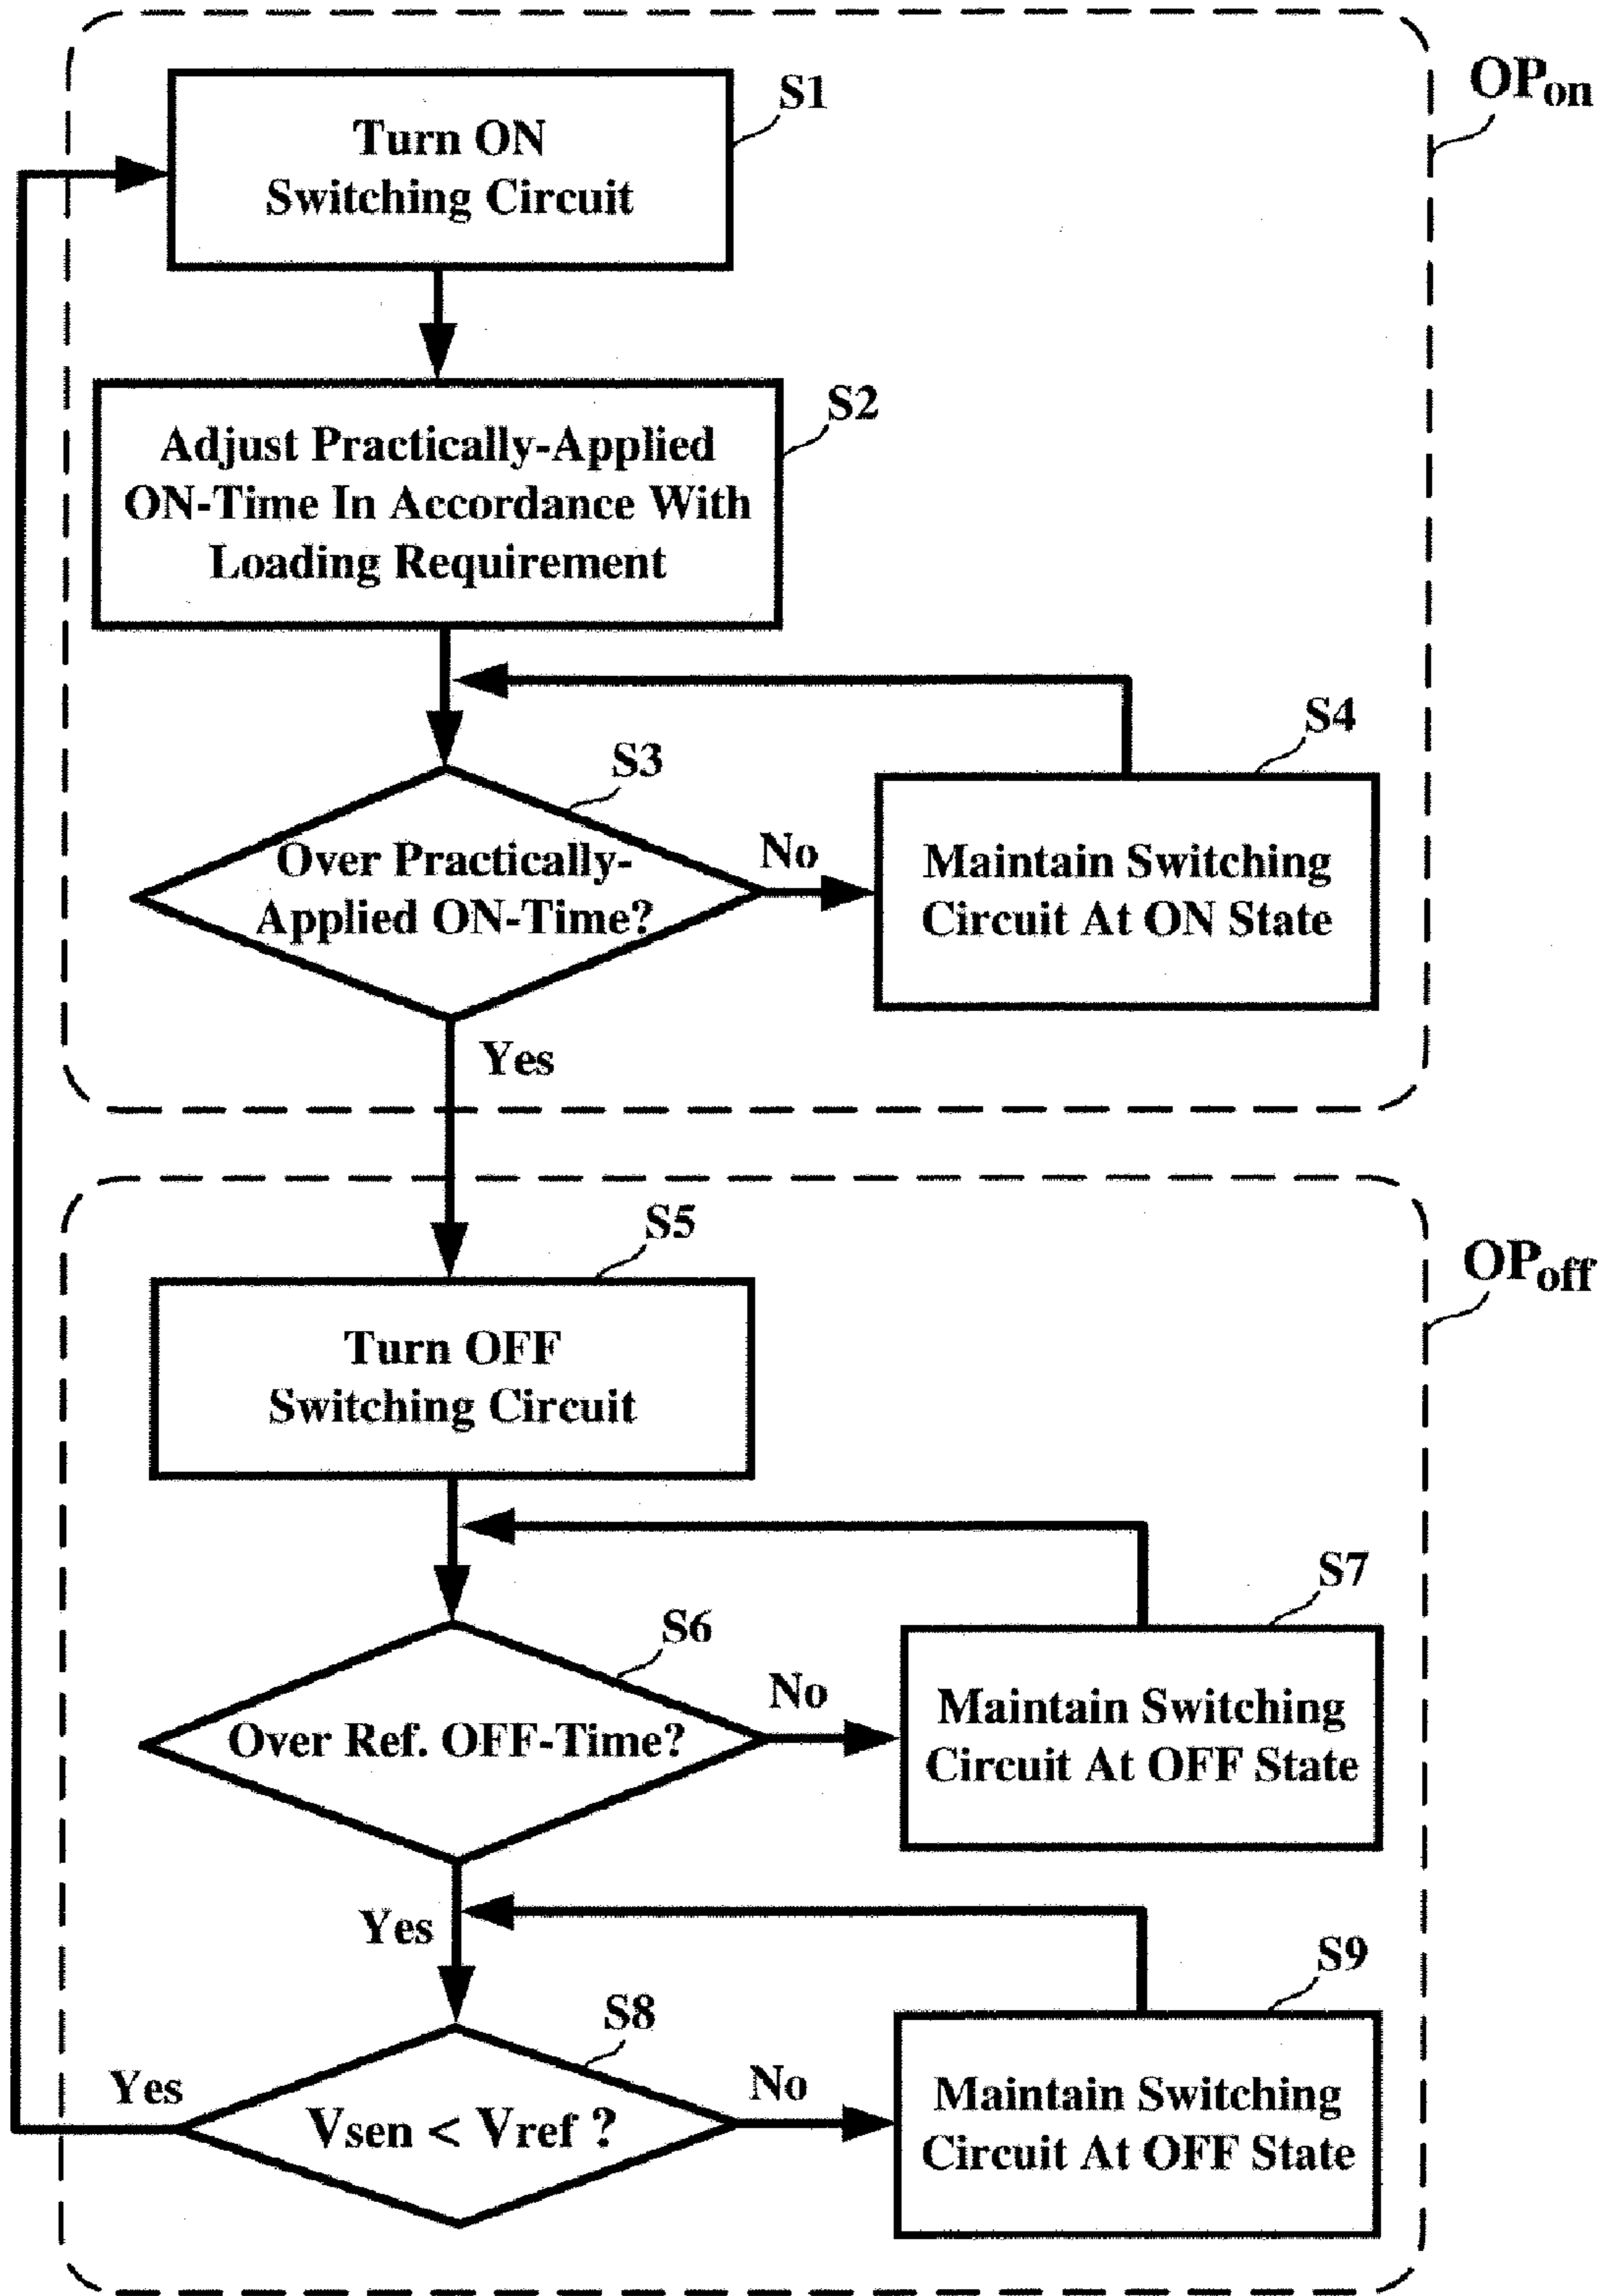 OPon
S1
Turn ON
Switching Circuit
S2
Adjust Practically-Applied
ON-Time In Accordance With
Loading Requirement
S3
Over Practically-
Applied ON-Time?
No
S4
Maintain Switching
Circuit At ON State
Yes
OPoff
S5
Turn OFF
Switching Circuit
S6
Over Ref. OFF-Time?
No
S7
Maintain Switching
Circuit At OFF State
Yes
S8
Vsen < Vref ?
Yes
No
S9
Maintain Switching
Circuit At OFF State